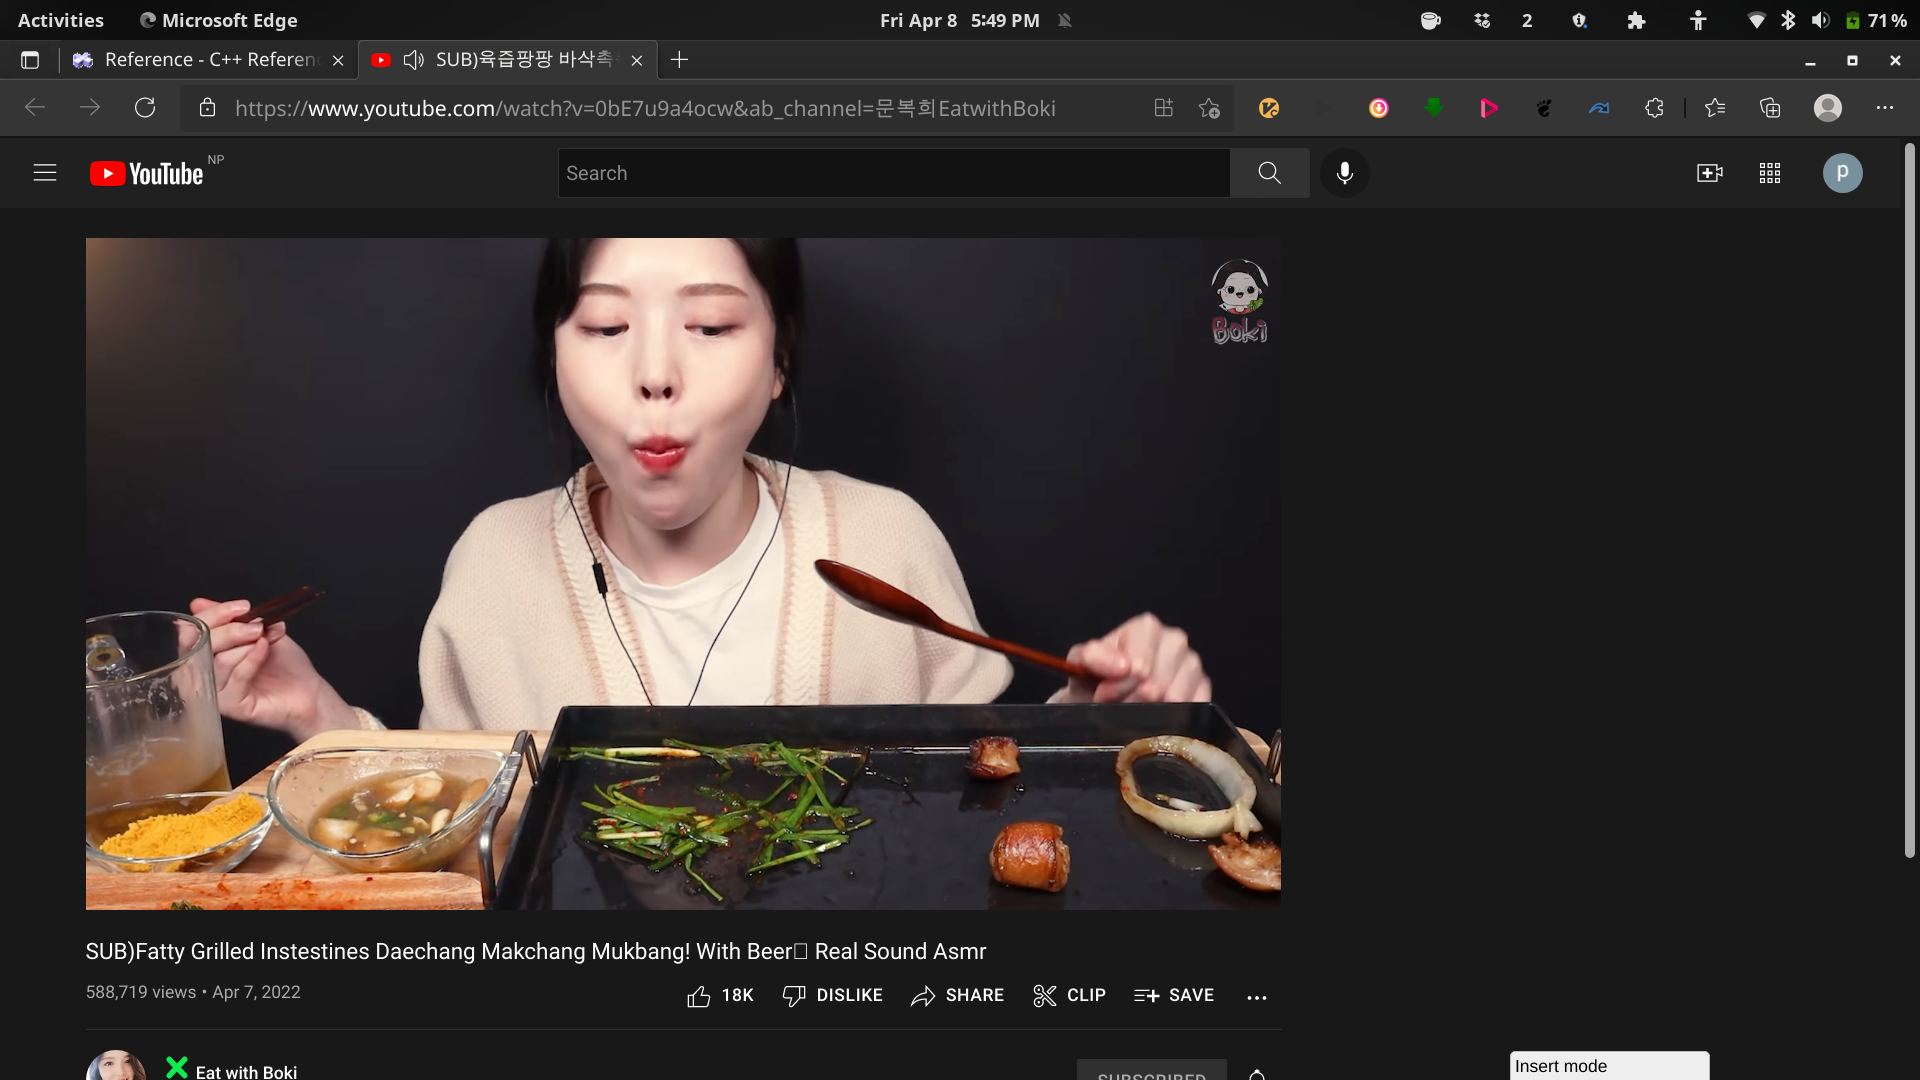 Activities Microsoft Edge Fri Apr 8 5:49 PM 2 71%
Reference - C++ Referen SUB)육즙팡팡 바삭촉
https://www.youtube.com/watch?v=0bE7u9a4ocw&ab_channel=문복희EatwithBoki
YouTube NP Search p
Boki
SUB)Fatty Grilled Instestines Daechang Makchang Mukbang! With Beer Real Sound Asmr
588,719 views • Apr 7, 2022 18K DISLIKE SHARE CLIP SAVE
Eat with Boki SUBSCRIBED Insert mode